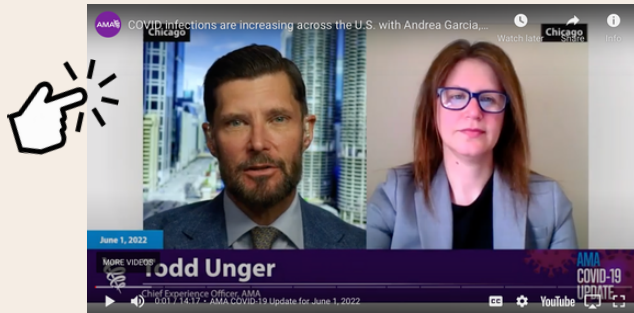 AMA
COVID infections are increasing across the U.S. with Andrea Garcia,...
Watch later
Share
Info
Chicago
Chicago
June 1, 2022
MORE VIDEOS
Todd Unger
Chief Experience Officer, AMA
AMA
COVID-19
UPDATE
0:01 / 14:17 • AMA COVID-19 Update for June 1, 2022
CC
YouTube